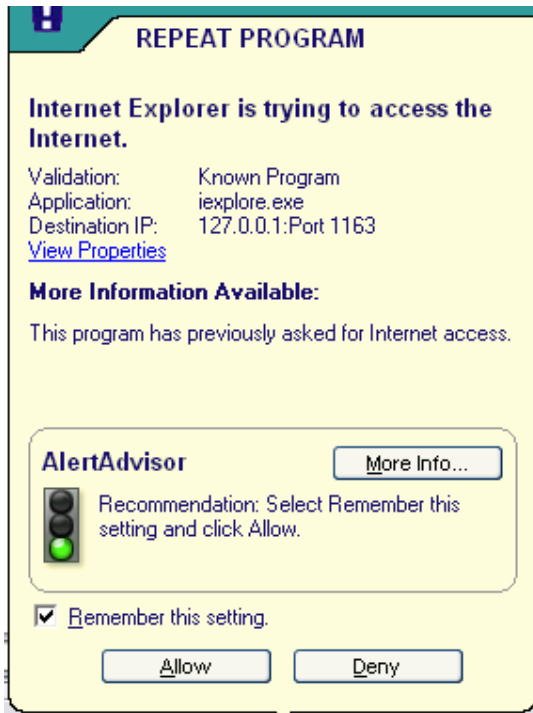 REPEAT PROGRAM
Internet Explorer is trying to access the
Internet.
Validation: Known Program
Application: iexplore.exe
Destination IP: 127.0.0.1:Port 1163
View Properties
More Information Available:
This program has previously asked for Internet access.
AlertAdvisor
More Info...
Recommendation: Select Remember this
setting and click Allow.
Remember this setting.
Allow Deny